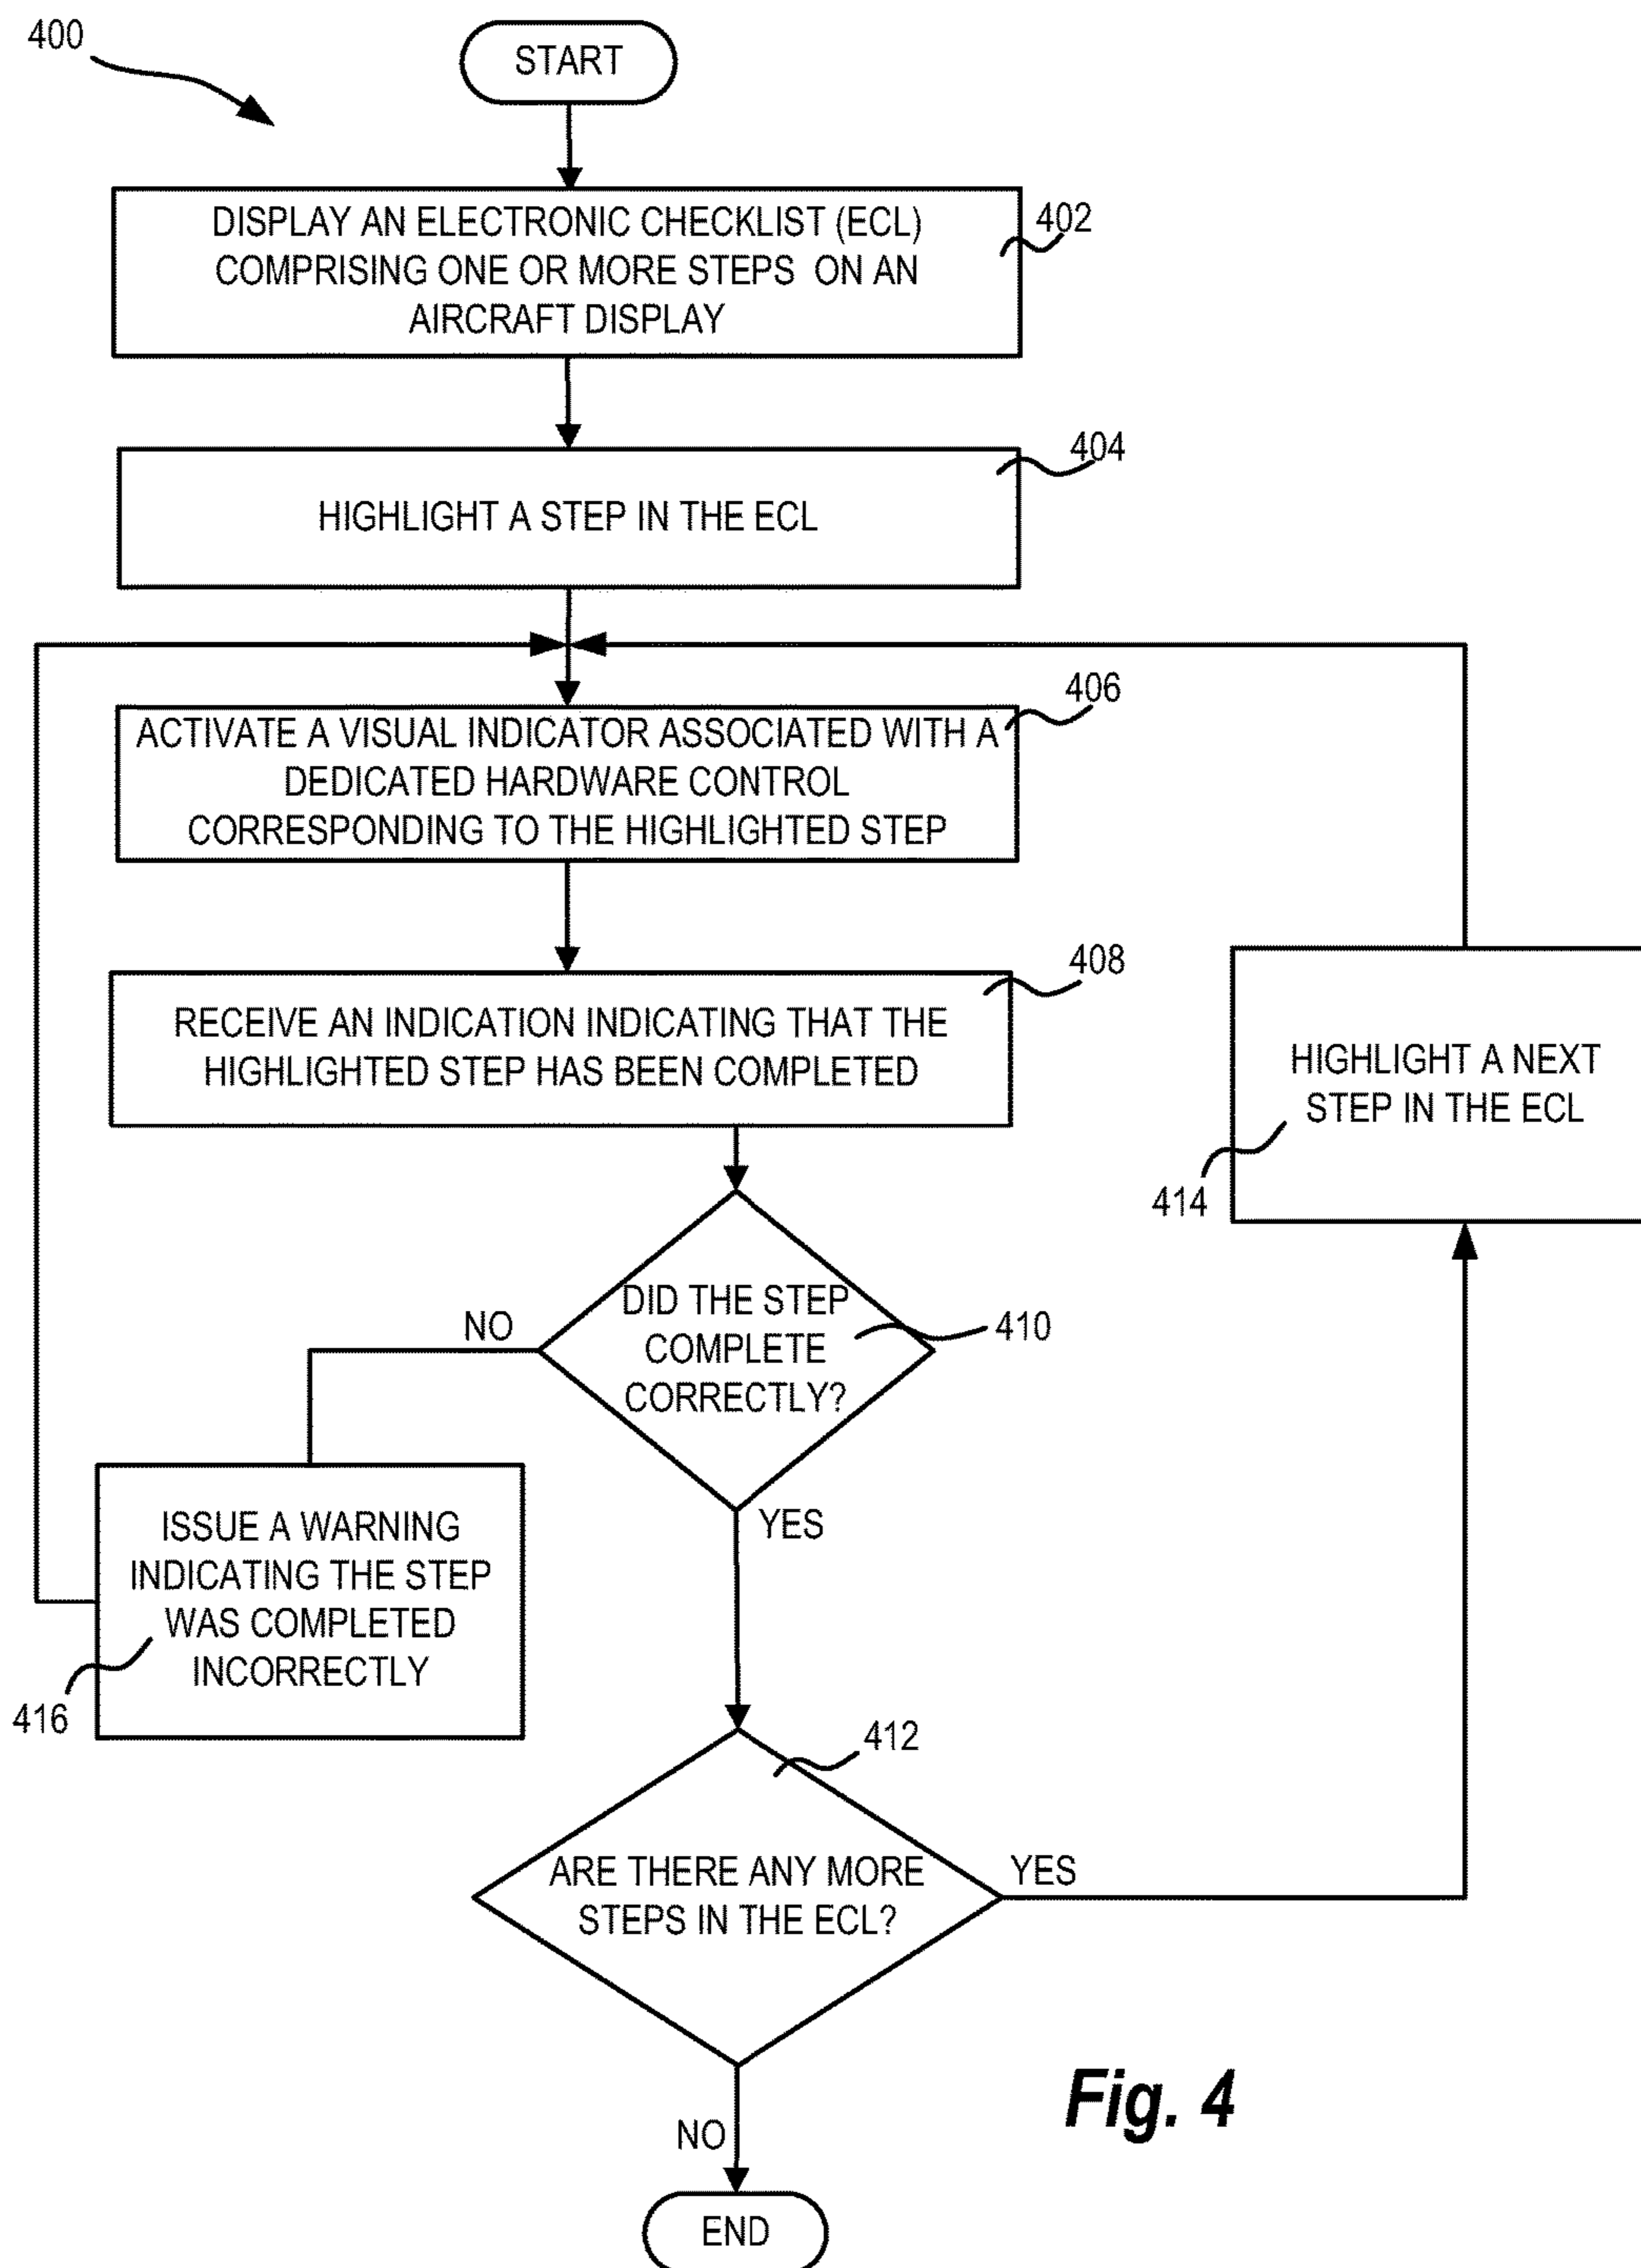 400
START
DISPLAY AN ELECTRONIC CHECKLIST (ECL)
COMPRISING ONE OR MORE STEPS ON AN
AIRCRAFT DISPLAY
402
HIGHLIGHT A STEP IN THE ECL
404
ACTIVATE A VISUAL INDICATOR ASSOCIATED WITH A
DEDICATED HARDWARE CONTROL
CORRESPONDING TO THE HIGHLIGHTED STEP
406
RECEIVE AN INDICATION INDICATING THAT THE
HIGHLIGHTED STEP HAS BEEN COMPLETED
408
HIGHLIGHT A NEXT
STEP IN THE ECL
414
DID THE STEP
COMPLETE
CORRECTLY?
410
NO
YES
ISSUE A WARNING
INDICATING THE STEP
WAS COMPLETED
INCORRECTLY
416
412
ARE THERE ANY MORE
STEPS IN THE ECL?
YES
NO
END
Fig. 4